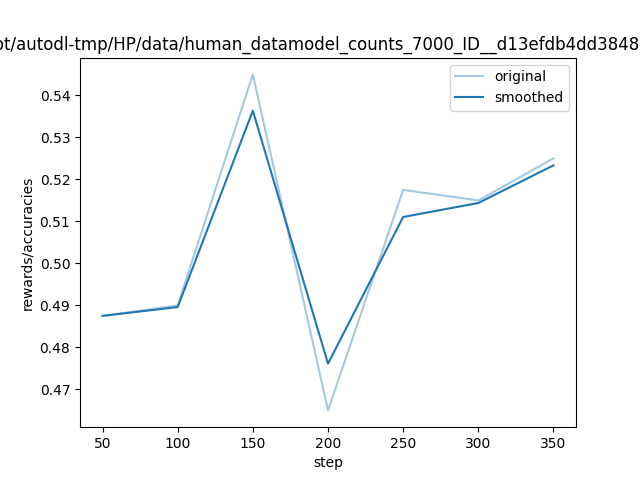 ot/autodl-tmp/HP/data/human_datamodel_counts_7000_ID__d13efdb4dd3848
original
smoothed
0.54
0.53
0.52
0.51
0.50
0.49
0.48
0.47
rewards/accuracies
50 100 150 200 250 300 350
step